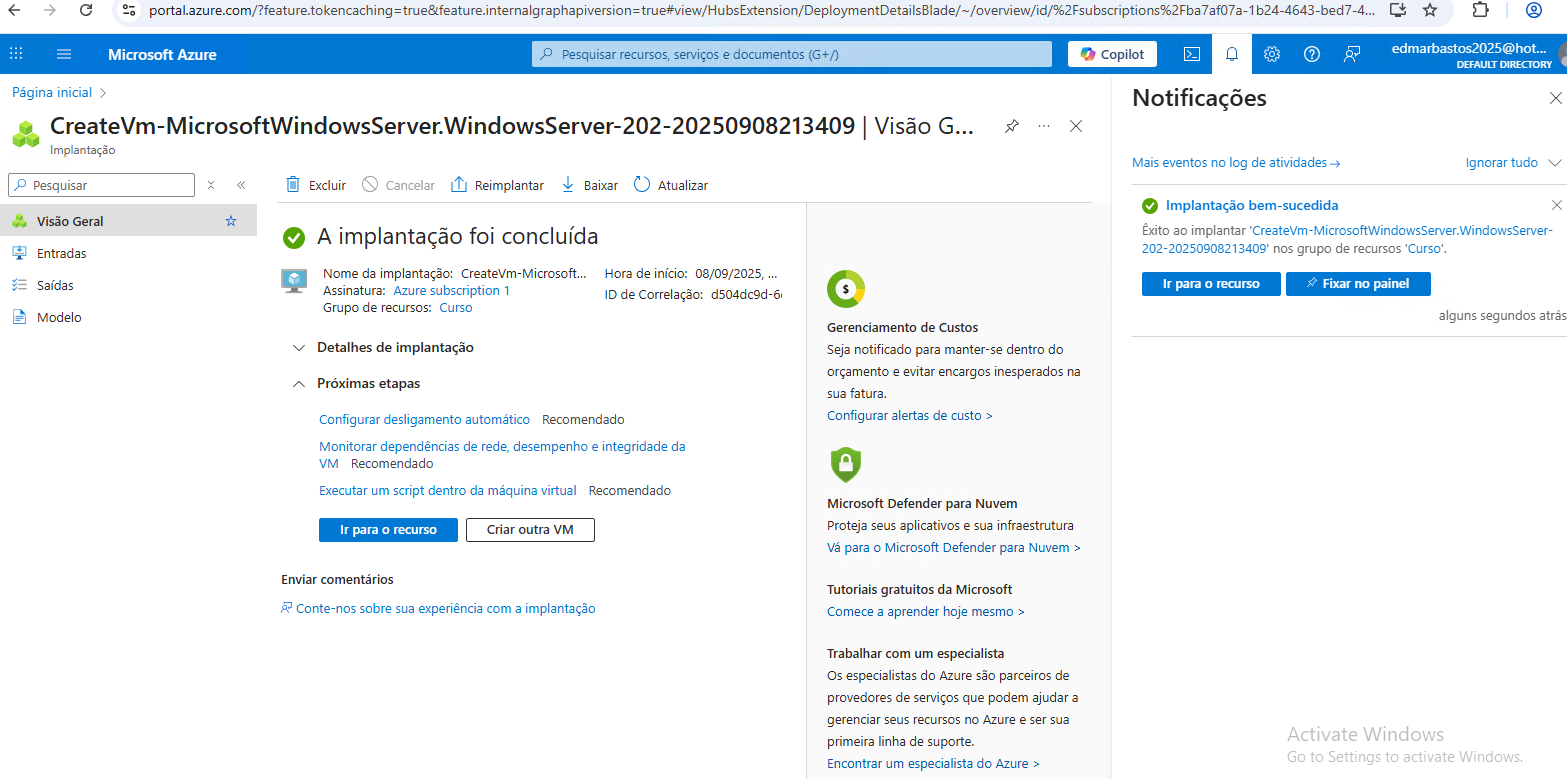 portal.azure.com/?feature.tokencaching=true&feature.internalgraphapiversion=true#view/HubsExtension/DeploymentDetailsBlade/~/overview/id/%2Fsubscriptions%2Fba7af07a-1b24-4643-bed7-4...
Microsoft Azure
Pesquisar recursos, serviços e documentos (G+/)
Copilot
edmarbastos2025@hot...
DEFAULT DIRECTORY
Página inicial
CreateVm-MicrosoftWindowsServer.WindowsServer-202-20250908213409 | Visão G...
Implantação
Pesquisar
Visão Geral
Entradas
Saídas
Modelo
Excluir Cancelar Reimplantar Baixar Atualizar
A implantação foi concluída
Nome da implantação: CreateVm-Microsoft...
Assinatura: Azure subscription 1
Grupo de recursos: Curso
Hora de início: 08/09/2025, ...
ID de Correlação: d504dc9d-6
Detalhes de implantação
Próximas etapas
Configurar desligamento automático Recomendado
Monitorar dependências de rede, desempenho e integridade da
VM Recomendado
Executar um script dentro da máquina virtual Recomendado
Ir para o recurso
Criar outra VM
Enviar comentários
Conte-nos sobre sua experiência com a implantação
$
Gerenciamento de Custos
Seja notificado para manter-se dentro do
orçamento e evitar encargos inesperados na
sua fatura.
Configurar alertas de custo >
Microsoft Defender para Nuvem
Proteja seus aplicativos e sua infraestrutura
Vá para o Microsoft Defender para Nuvem >
Tutoriais gratuitos da Microsoft
Comece a aprender hoje mesmo >
Trabalhar com um especialista
Os especialistas do Azure são parceiros de
provedores de serviços que podem ajudar a
gerenciar seus recursos no Azure e ser sua
primeira linha de suporte.
Encontrar um especialista do Azure >
Notificações
Mais eventos no log de atividades →
Ignorar tudo
Implantação bem-sucedida
Êxito ao implantar 'CreateVm-MicrosoftWindowsServer.WindowsServer-
202-20250908213409' nos grupo de recursos 'Curso'.
Ir para o recurso
Fixar no painel
alguns segundos atrás
Activate Windows
Go to Settings to activate Windows.